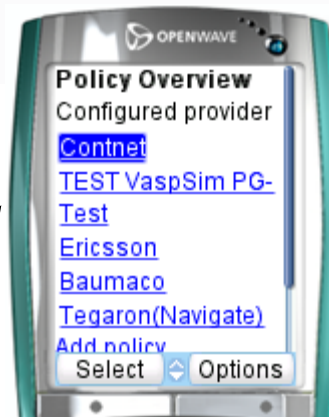 OPENWAVE
Policy Overview
Configured provider
Contnet
TEST VaspSim PG-
Test
Ericsson
Baumaco
Tegaron(Navigate)
Add policy
Select Options